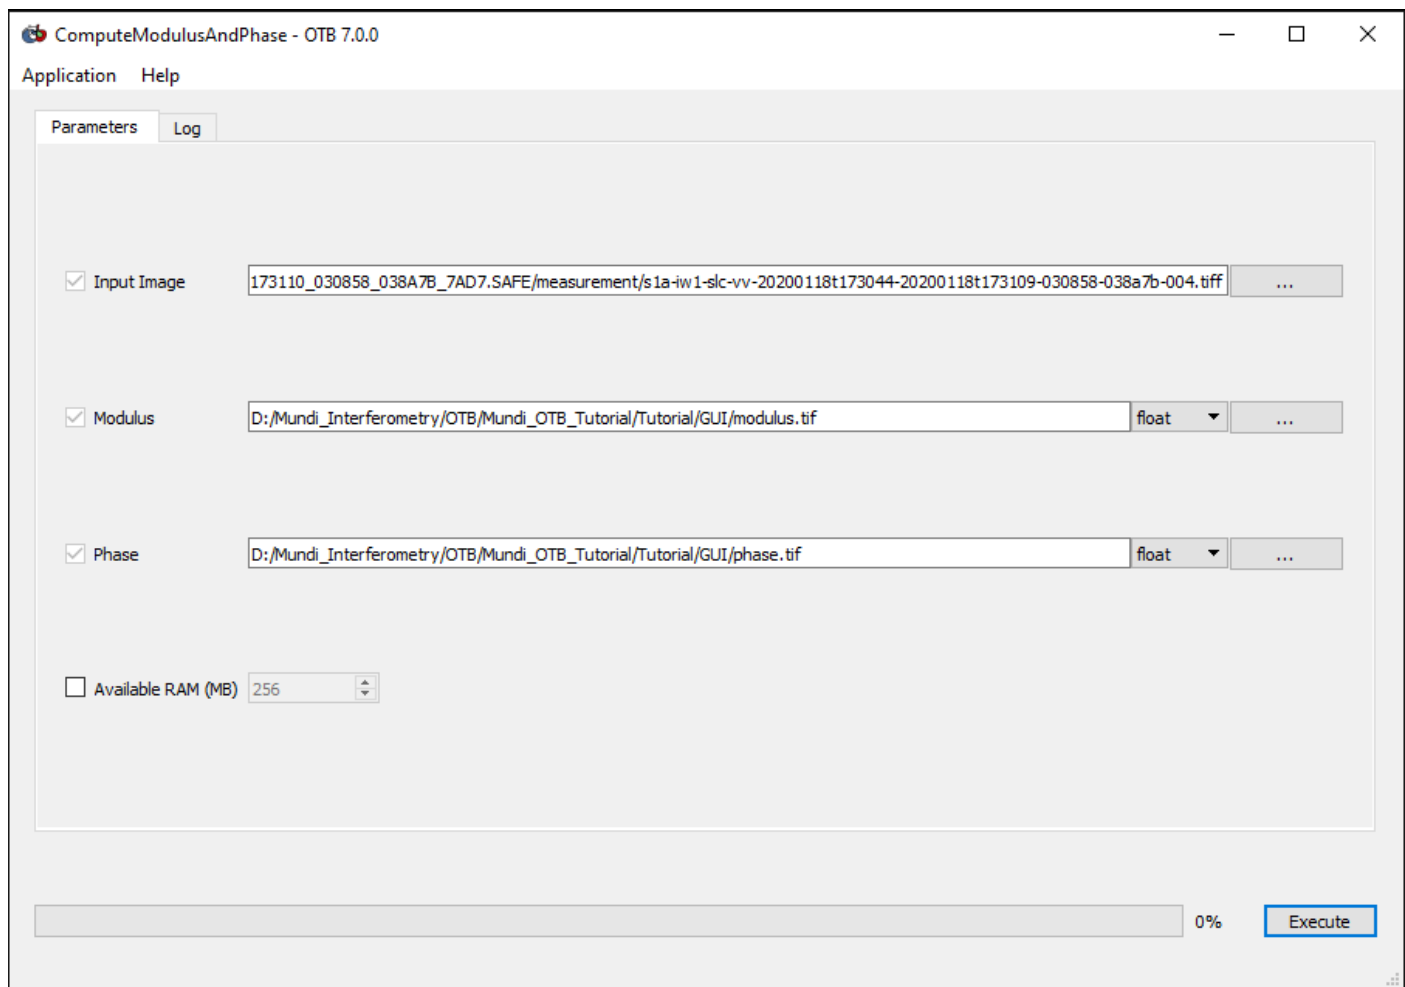 ComputeModulusAndPhase - OTB 7.0.0
Application Help
Parameters Log
Input Image 173110_030858_038A7B_7AD7.SAFE/measurement/s1a-iw1-slc-vv-20200118t173044-20200118t173109-030858-038a7b-004.tiff ...
Modulus D:/Mundi_Interferometry/OTB/Mundi_OTB_Tutorial/Tutorial/GUI/modulus.tif float ...
Phase D:/Mundi_Interferometry/OTB/Mundi_OTB_Tutorial/Tutorial/GUI/phase.tif float ...
Available RAM (MB) 256
0% Execute